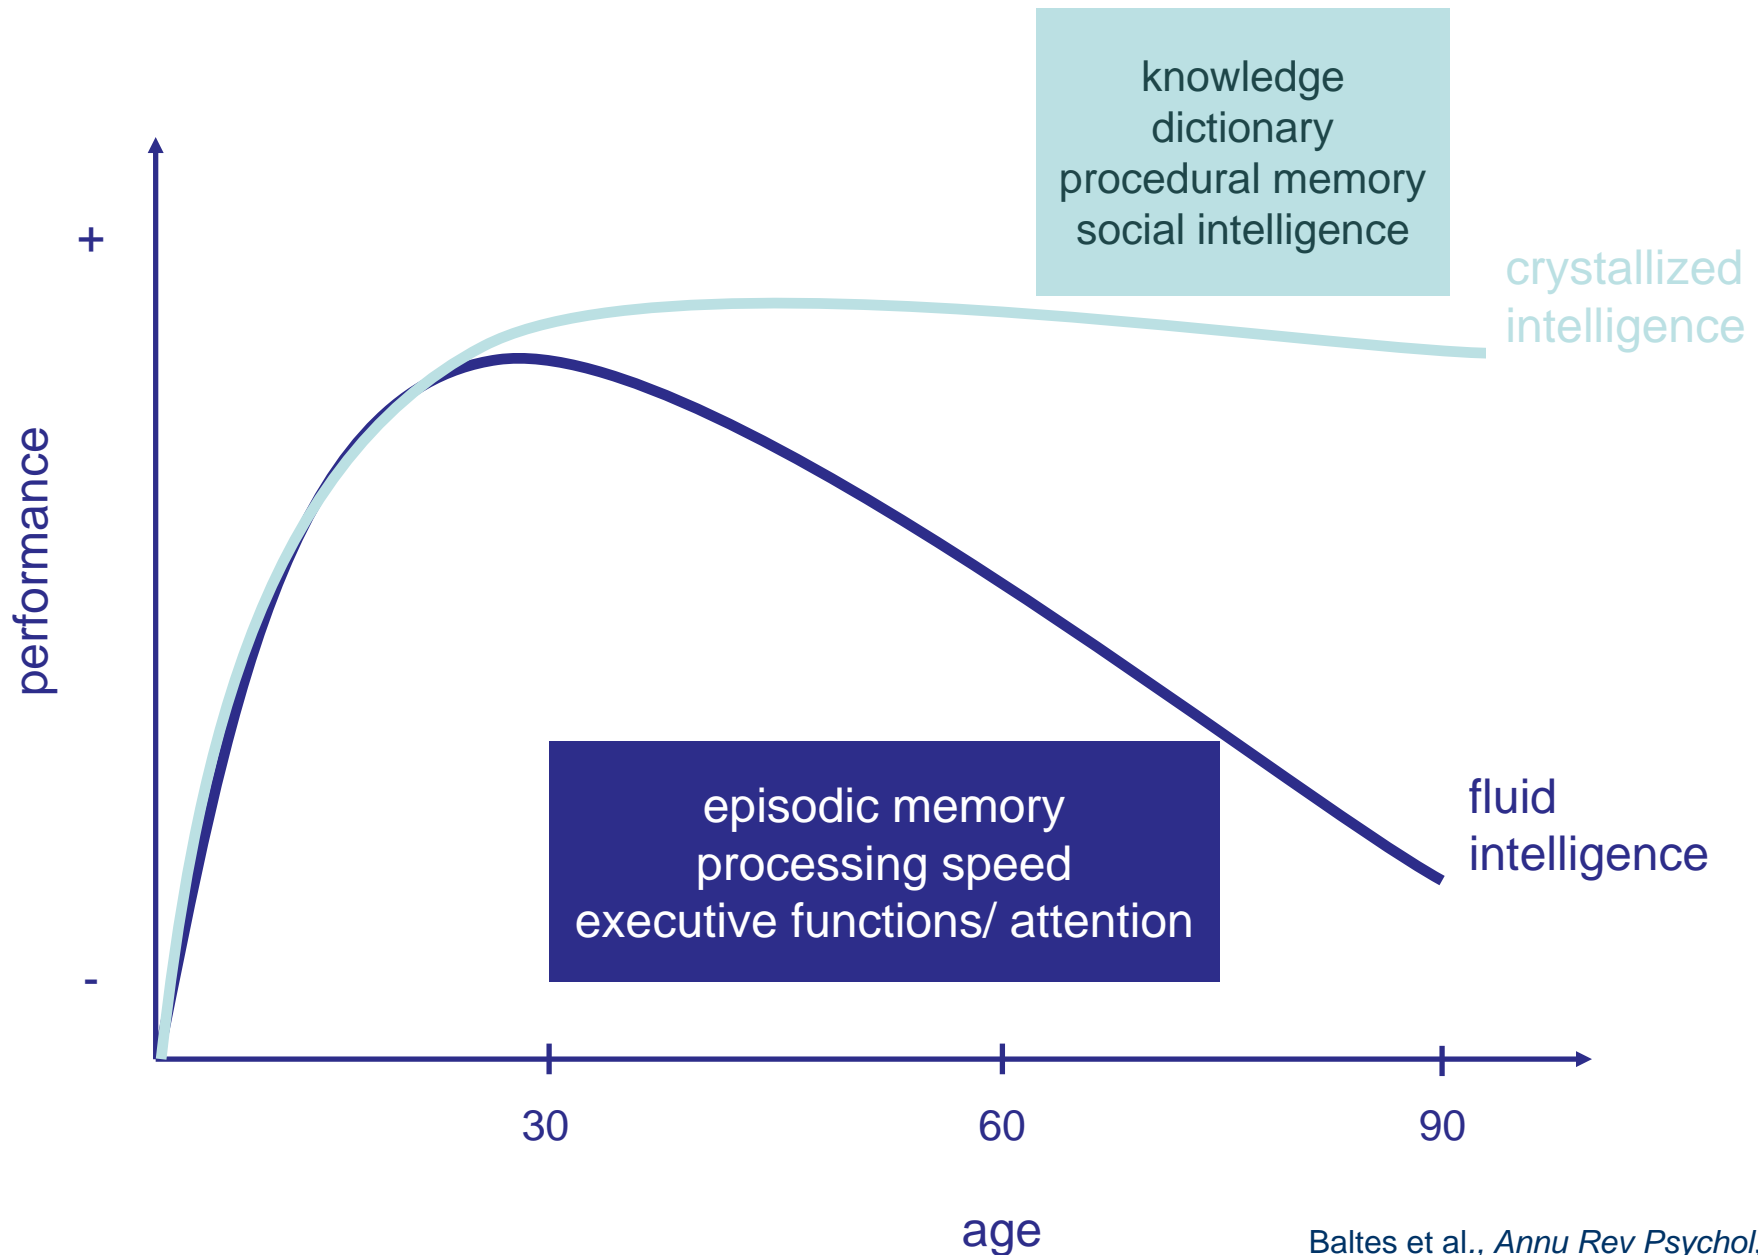 knowledge
dictionary
procedural memory
social intelligence
+
crystallized
intelligence
performance
episodic memory
processing speed
executive functions/ attention
fluid
intelligence
-
30 60 90
age
Baltes et al., Annu Rev Psychol,